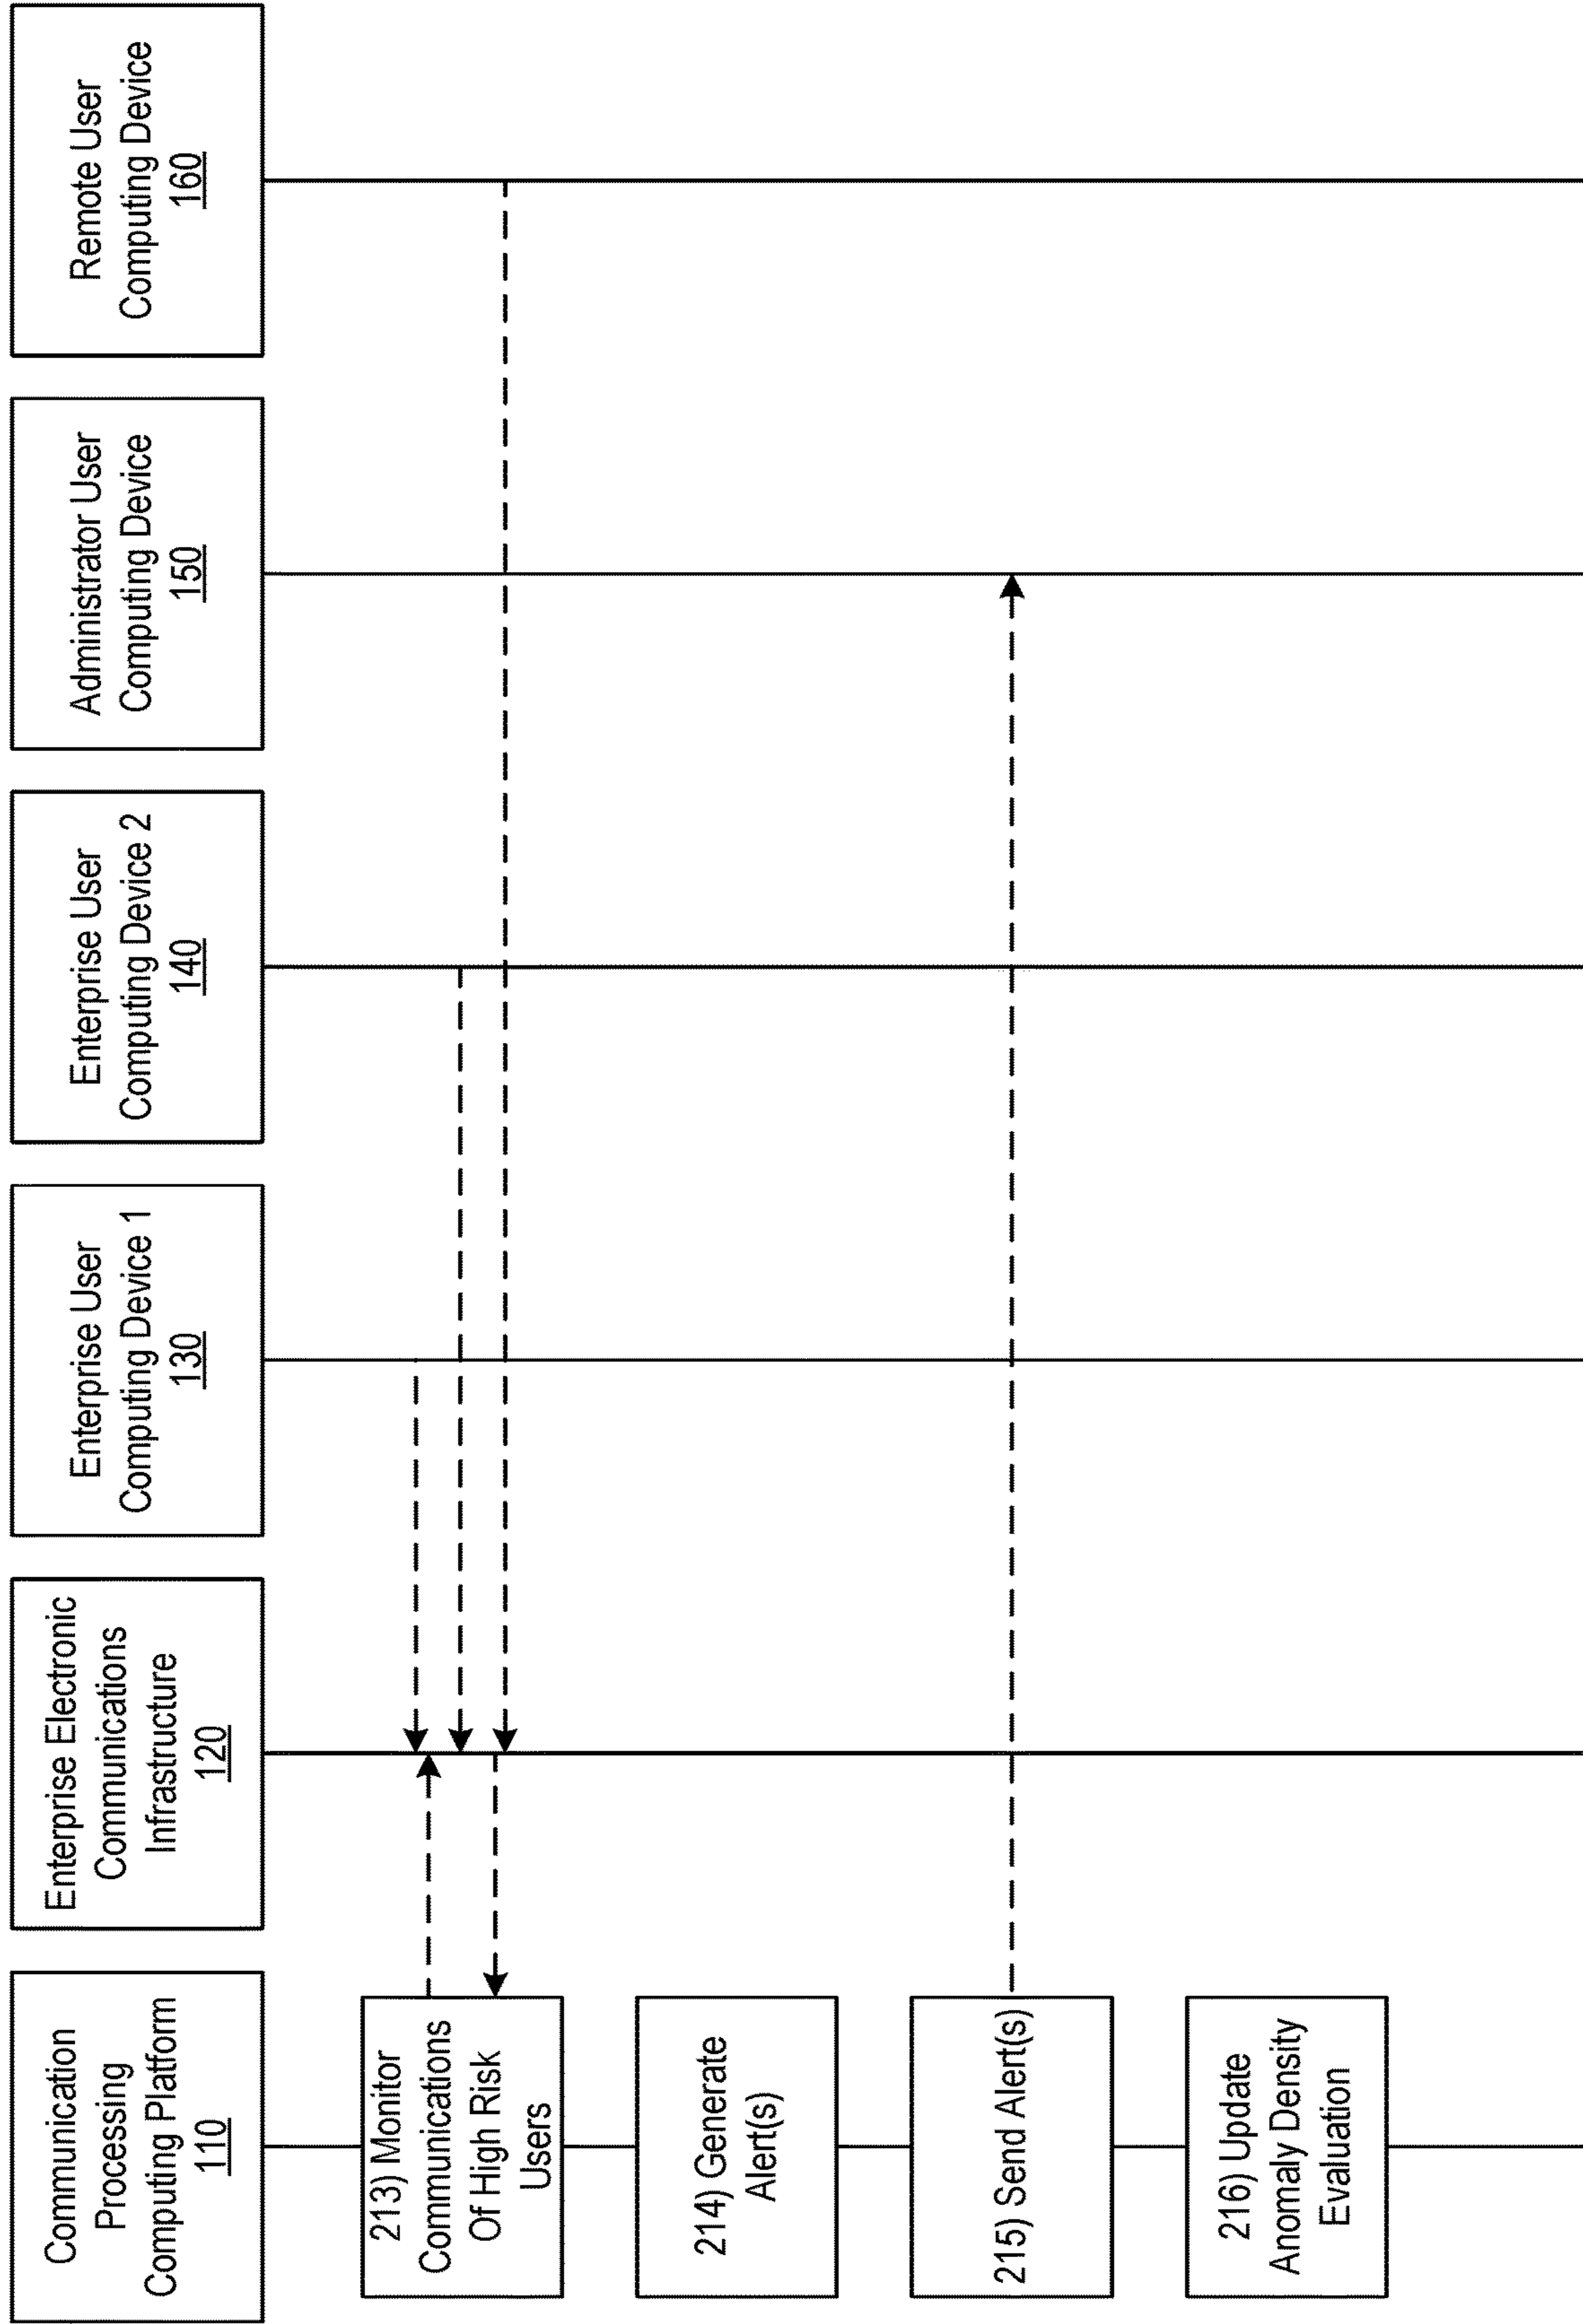 Communication
Processing
Computing Platform
110
Enterprise Electronic
Communications
Infrastructure
120
Enterprise User
Computing Device 1
130
Enterprise User
Computing Device 2
140
Administrator User
Computing Device
150
Remote User
Computing Device
160
213) Monitor
Communications
Of High Risk
Users
214) Generate
Alert(s)
215) Send Alert(s)
216) Update
Anomaly Density
Evaluation